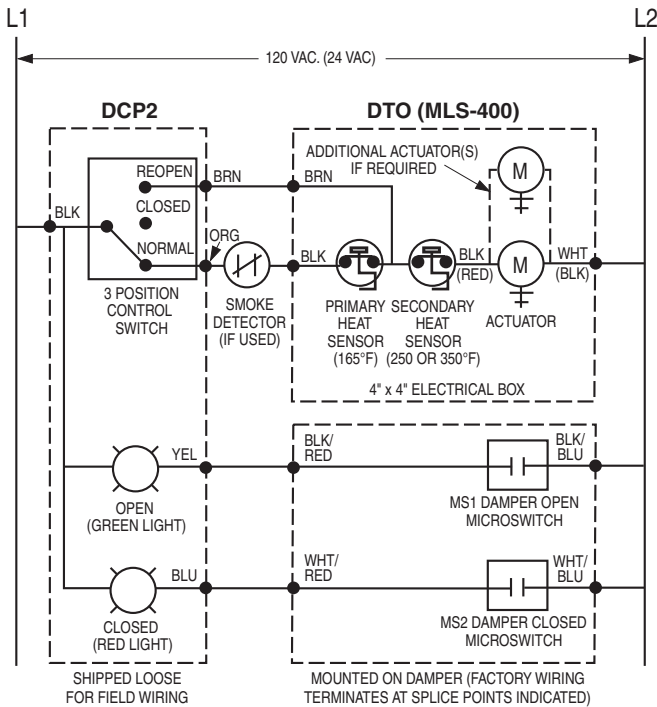 L1
L2
120 VAC. (24 VAC)
DCP2
DTO (MLS-400)
REOPEN
CLOSED
NORMAL
BLK
BRN
ORG
3 POSITION
CONTROL
SWITCH
SMOKE
DETECTOR
(IF USED)
ADDITIONAL ACTUATOR(S)
IF REQUIRED
BRN
BLK
M
BLK
(RED)
M
WHT
(BLK)
PRIMARY
HEAT
SENSOR
(165°F)
SECONDARY
HEAT
SENSOR
(250 OR 350°F)
ACTUATOR
4" x 4" ELECTRICAL BOX
YEL
OPEN
(GREEN LIGHT)
BLK/
RED
BLK/
BLU
MS1 DAMPER OPEN
MICROSWITCH
BLU
CLOSED
(RED LIGHT)
WHT/
RED
WHT/
BLU
MS2 DAMPER CLOSED
MICROSWITCH
SHIPPED LOOSE
FOR FIELD WIRING
MOUNTED ON DAMPER (FACTORY WIRING
TERMINATES AT SPLICE POINTS INDICATED)